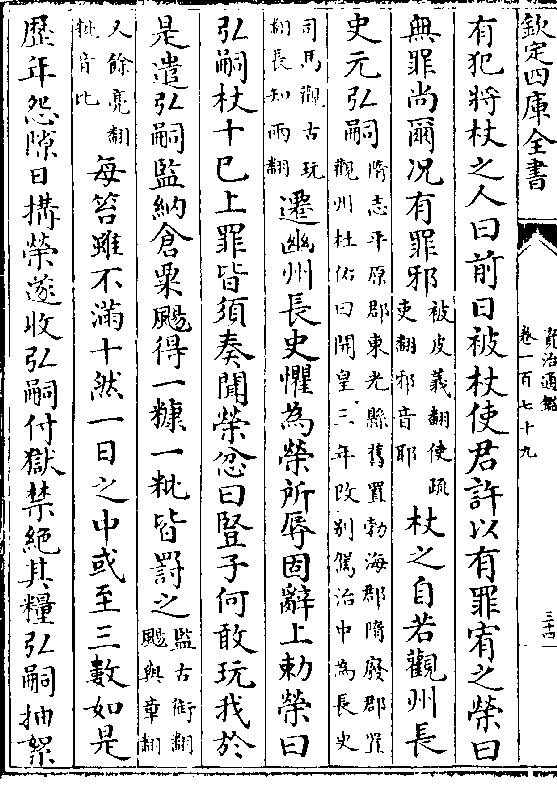 欽定四庫全書
資治通鑑
卷一百七十九
三十四
有犯將杖之人曰前日被杖使君許以有罪宥之榮曰
無罪尚爾况有罪邪被皮義翻使疏
吏翻邪音耶杖之自若觀州長
史元弘嗣隋志平原郡東光縣舊置勃海郡隋廢郡置
觀州杜佑曰開皇三年改别駕治中為長史
司馬觀古玩
翻長知兩翻遷幽州長史懼為榮所辱固辭上勅榮曰
弘嗣杖十已上罪皆須奏聞榮忿曰豎子何敢玩我於
是遣弘嗣監納倉粟颺得一糠一粃皆罰之監古銜翻
颺與章翻
又餘亮翻
粃音比每笞雖不滿十然一日之中或至三數如是
歷年怨隙日搆榮遂收弘嗣付獄禁絶其糧弘嗣抽絮